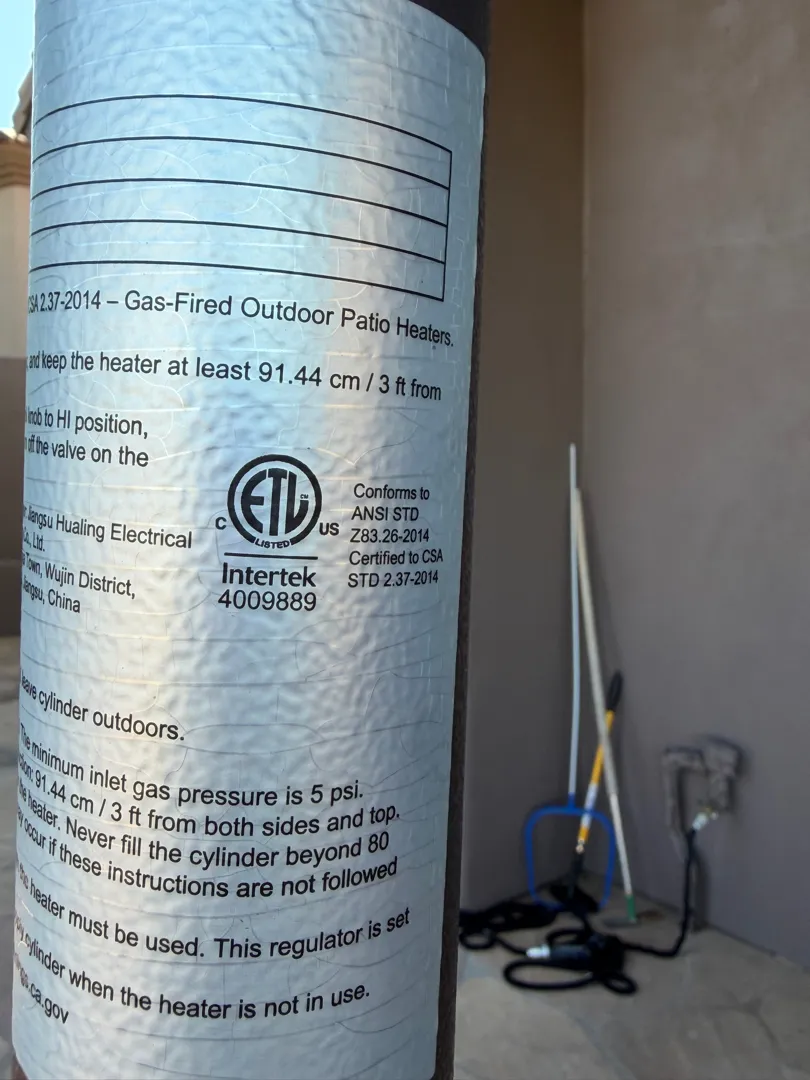 CSA 2.37-2014 – Gas-Fired Outdoor Patio Heaters.
and keep the heater at least 91.44 cm / 3 ft from
knob to HI position,
off the valve on the
Jiangsu Hualing Electrical
Co., Ltd.
Town, Wujin District,
Jiangsu, China
C
ETL
CM
LISTED
US
Intertek
4009889
Conforms to
ANSI STD
Z83.26-2014
Certified to CSA
STD 2.37-2014
leave cylinder outdoors.
The minimum inlet gas pressure is 5 psi.
91.44 cm / 3 ft from both sides and top.
heater. Never fill the cylinder beyond 80
occur if these instructions are not followed
heater must be used. This regulator is set
cylinder when the heater is not in use.
.ca.gov